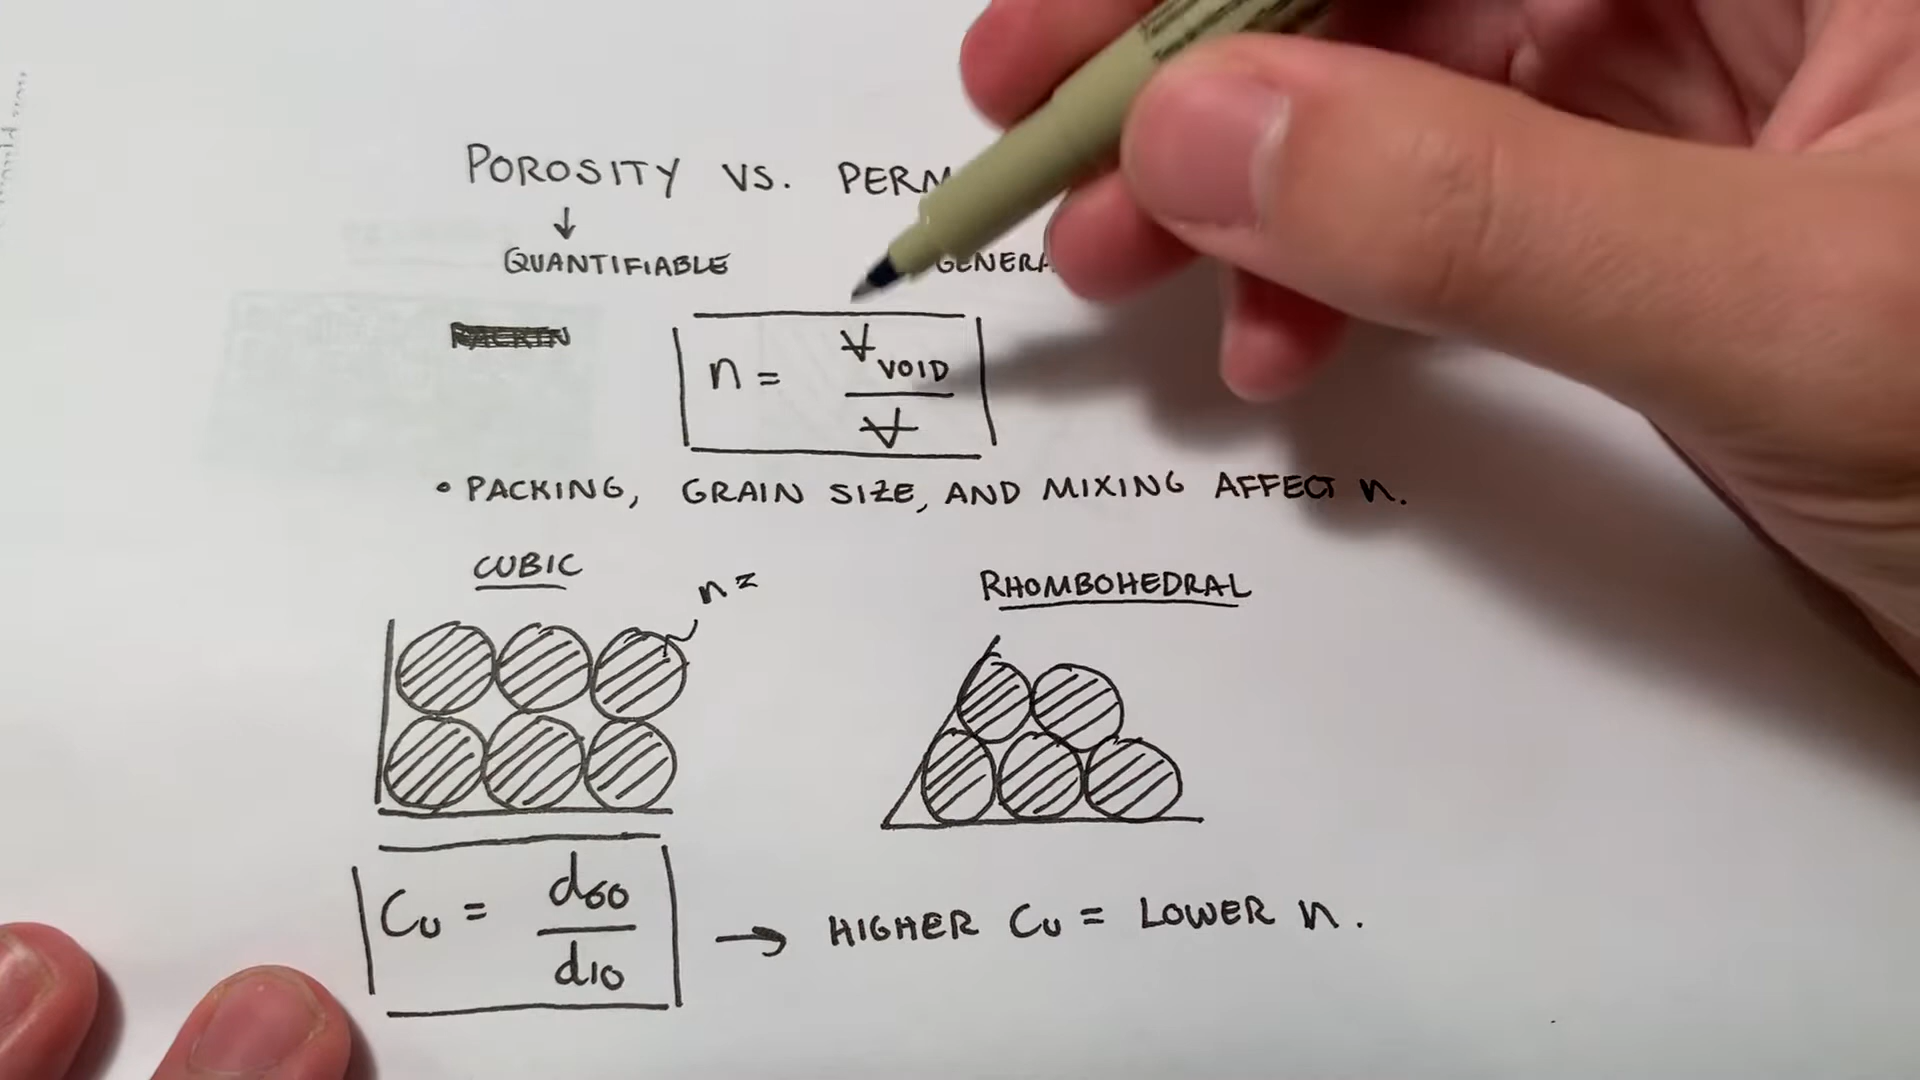 POROSITY VS. PERM
↓
QUANTIFIABLE GENERA
n = V VOID / V
• PACKING, GRAIN SIZE, AND MIXING AFFECT n.
CUBIC
n =
RHOMBOHEDRAL
Cu = d60 / d10 → HIGHER Cu = LOWER n.